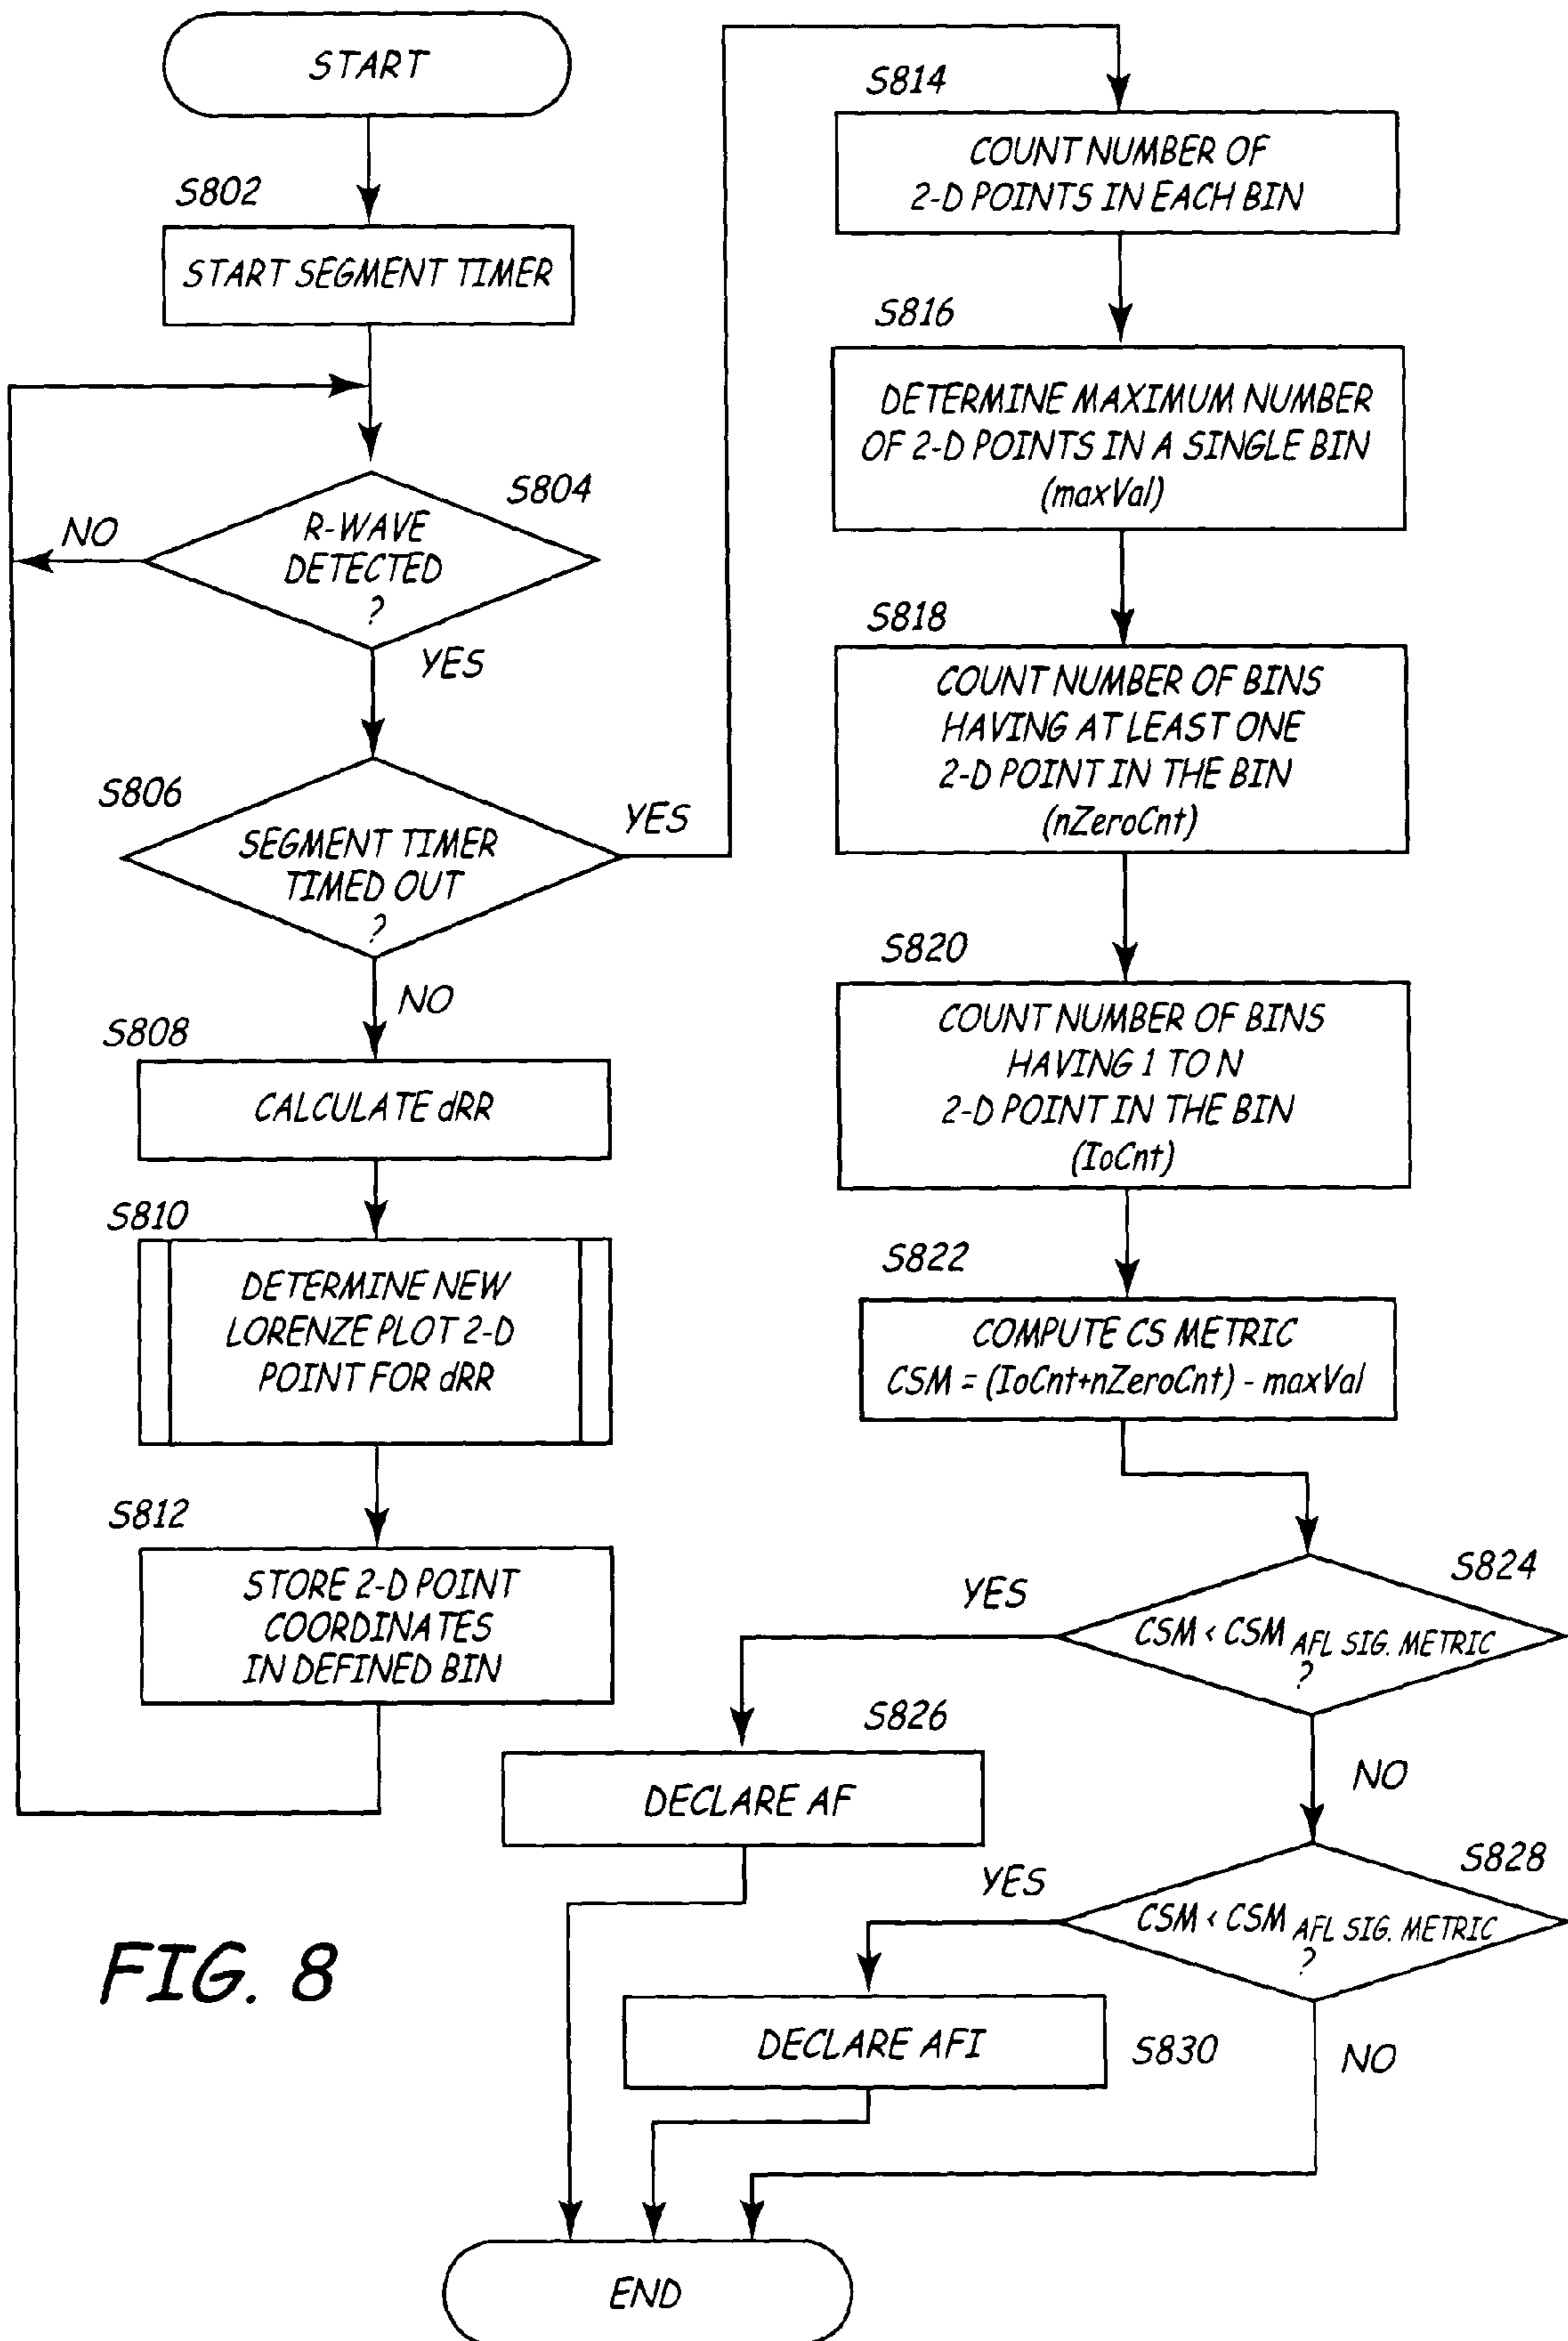 START
S802
START SEGMENT TIMER
S804
R-WAVE
DETECTED
?
NO
YES
S806
SEGMENT TIMER
TIMED OUT
?
YES
NO
S808
CALCULATE dRR
S810
DETERMINE NEW
LORENZE PLOT 2-D
POINT FOR dRR
S812
STORE 2-D POINT
COORDINATES
IN DEFINED BIN
S814
COUNT NUMBER OF
2-D POINTS IN EACH BIN
S816
DETERMINE MAXIMUM NUMBER
OF 2-D POINTS IN A SINGLE BIN
(maxVal)
S818
COUNT NUMBER OF BINS
HAVING AT LEAST ONE
2-D POINT IN THE BIN
(nZeroCnt)
S820
COUNT NUMBER OF BINS
HAVING 1 TO N
2-D POINT IN THE BIN
(IoCnt)
S822
COMPUTE CS METRIC
CSM = (IoCnt+nZeroCnt) - maxVal
S824
CSM < CSM AFL SIG. METRIC
?
YES
NO
S826
DECLARE AF
S828
CSM < CSM AFL SIG. METRIC
?
YES
NO
DECLARE AFI
S830
END
FIG. 8